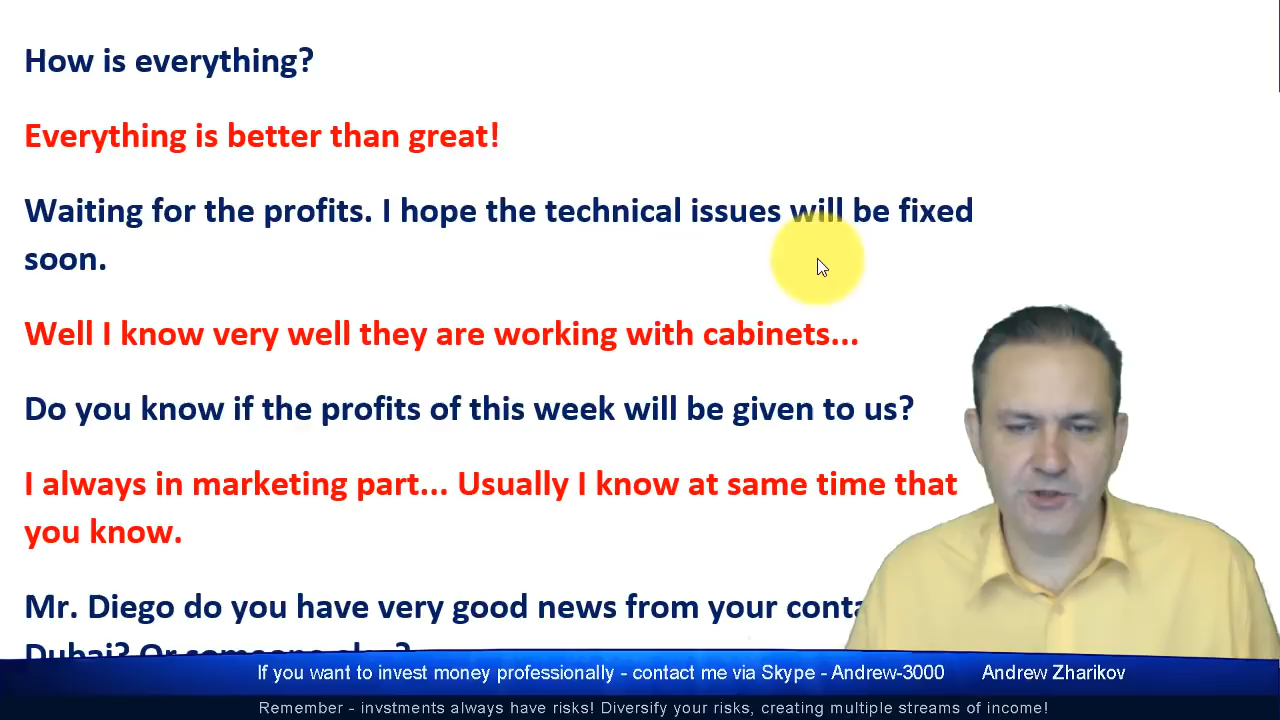 How is everything?
Everything is better than great!
Waiting for the profits. I hope the technical issues will be fixed
soon.
Well I know very well they are working with cabinets...
Do you know if the profits of this week will be given to us?
I always in marketing part... Usually I know at same time that
you know.
Mr. Diego do you have very good news from your
Dubai? Or someone else?
If you want to invest money professionally - contact me via Skype - Andrew-3000 Andrew Zharikov
Remember - invstments always have risks! Diversify your risks, creating multiple streams of income!